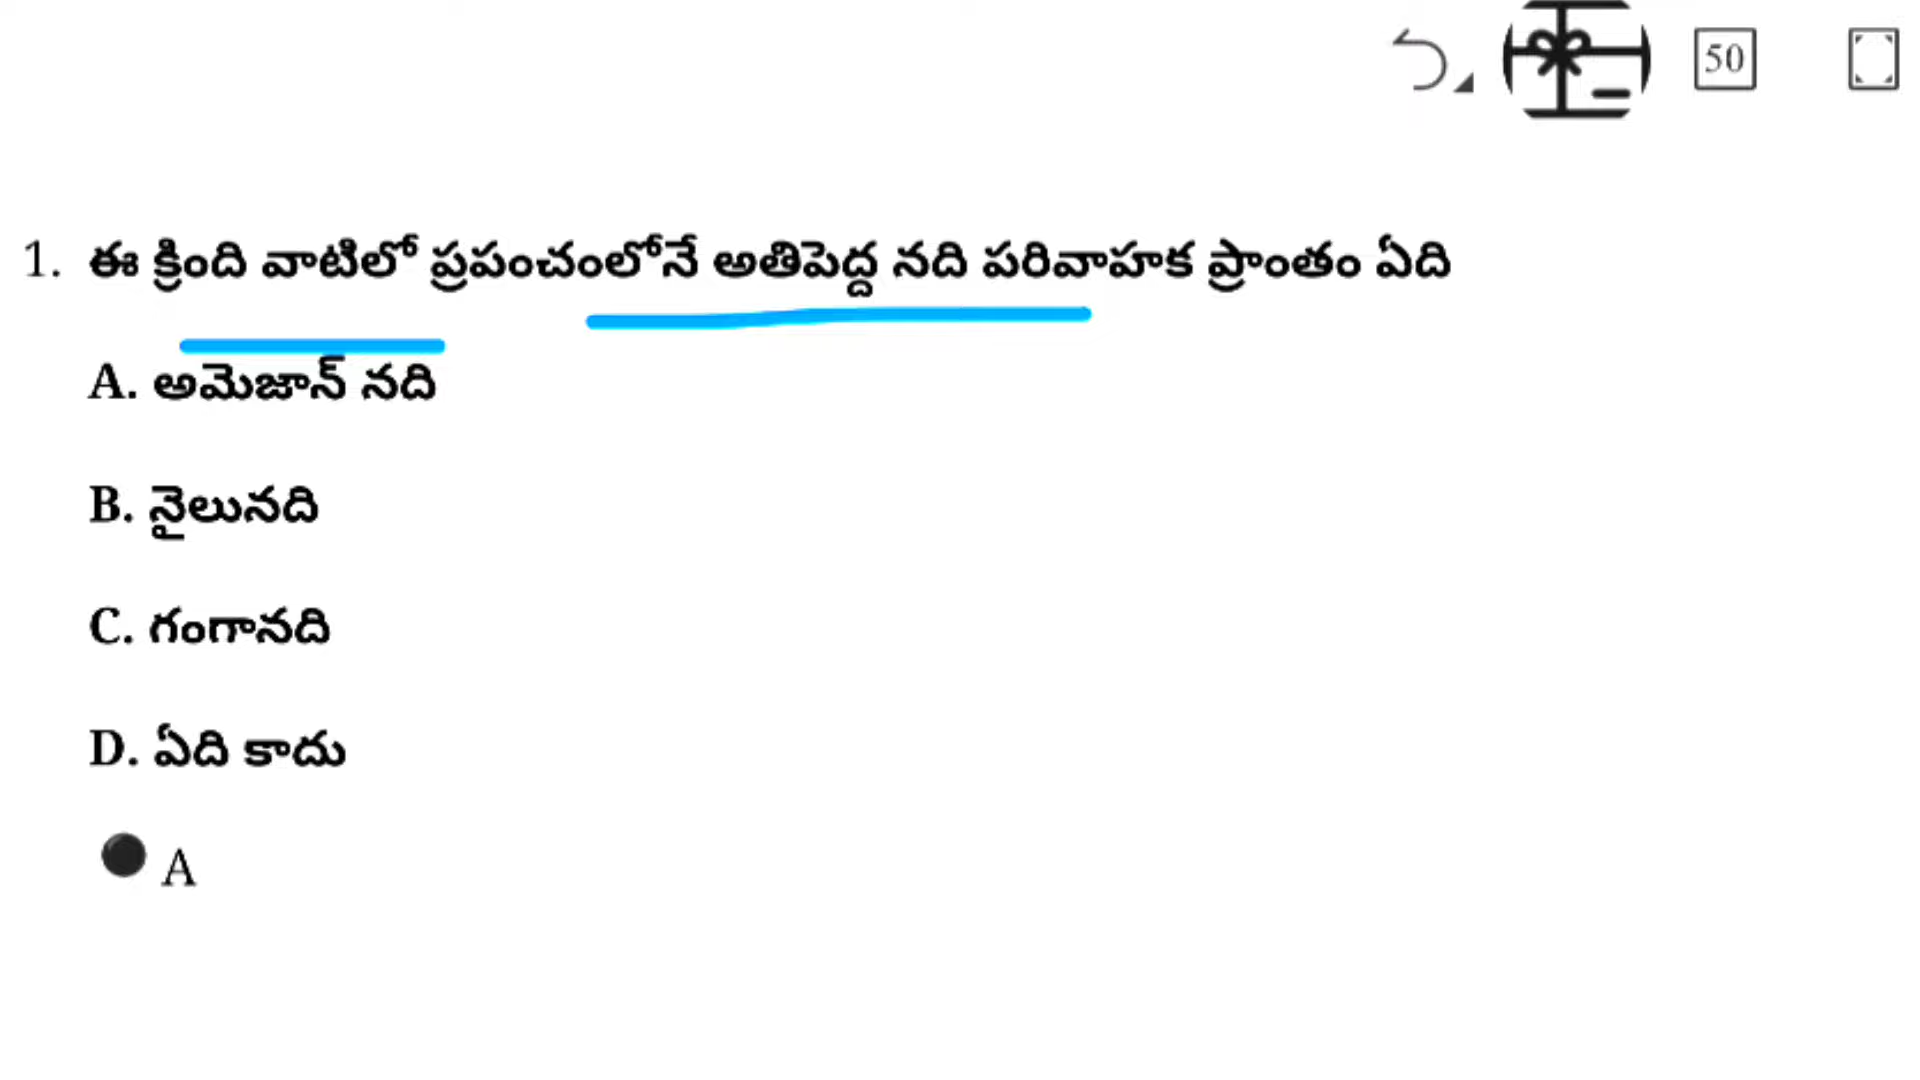 50
1. ఈ క్రింది వాటిలో ప్రపంచంలోనే అతిపెద్ద నది పరివాహక ప్రాంతం ఏది
A. అమెజాన్ నది
B. నైలునది
C. గంగానది
D. ఏది కాదు
A